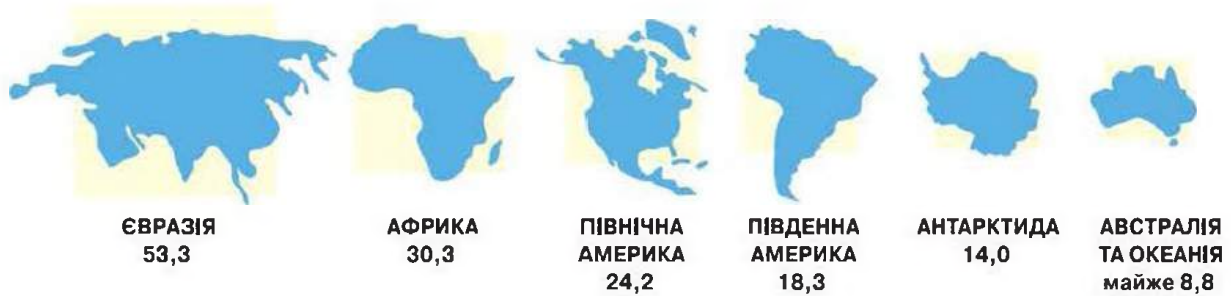 ЄВРАЗІЯ
53,3
АФРИКА
30,3
ПІВНІЧНА
АМЕРИКА
24,2
ПІВДЕННА
АМЕРИКА
18,3
АНТАРКТИДА
14,0
АВСТРАЛІЯ
ТА ОКЕАНІЯ
майже 8,8